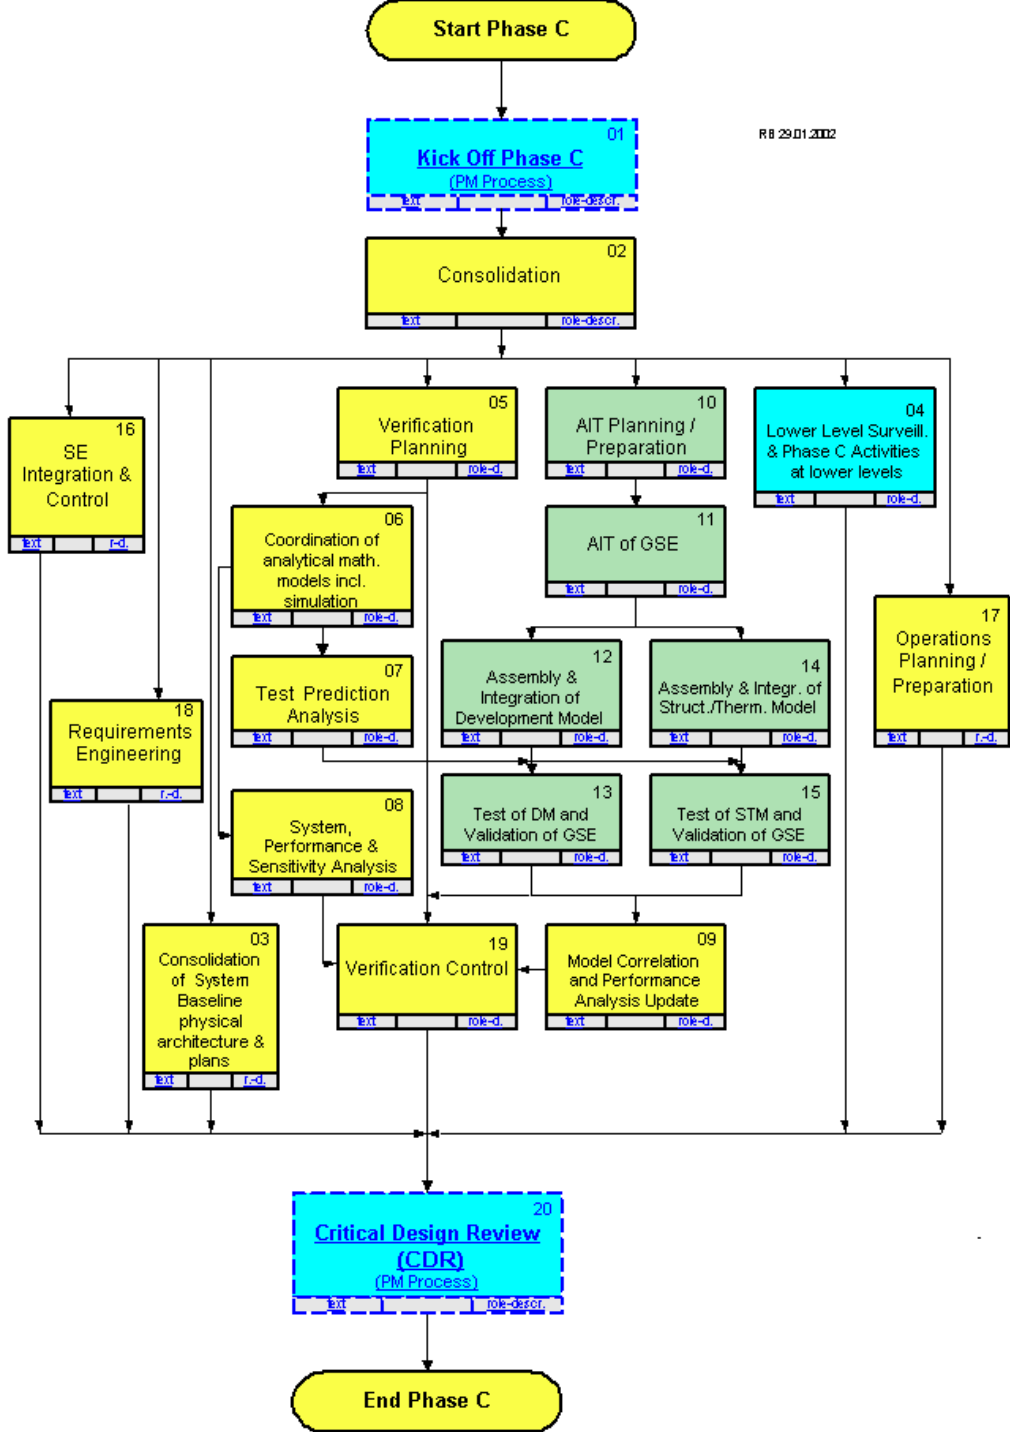 Start Phase C
01
Kick Off Phase C
(PM Process)
text role-descr.
RB 29.01.2002
02
Consolidation
text role-descr.
16
SE
Integration &
Control
text r-d.
05
Verification
Planning
text role-d.
10
AIT Planning /
Preparation
text role-d.
04
Lower Level Surveill.
& Phase C Activities
at lower levels
text role-d.
06
Coordination of
analytical math.
models incl.
simulation
text role-d.
11
AIT of GSE
text role-d.
17
Operations
Planning /
Preparation
text r.-d.
07
Test Prediction
Analysis
text role-d.
12
Assembly &
Integration of
Development Model
text role-d.
14
Assembly & Integr. of
Struct./Therm. Model
text role-d.
18
Requirements
Engineering
text r.-d.
08
System,
Performance &
Sensitivity Analysis
text role-d.
13
Test of DM and
Validation of GSE
text role-d.
15
Test of STM and
Validation of GSE
text role-d.
03
Consolidation
of System
Baseline
physical
architecture &
plans
text r.-d.
19
Verification Control
text role-d.
09
Model Correlation
and Performance
Analysis Update
text role-d.
20
Critical Design Review
(CDR)
(PM Process)
text role-descr.
End Phase C